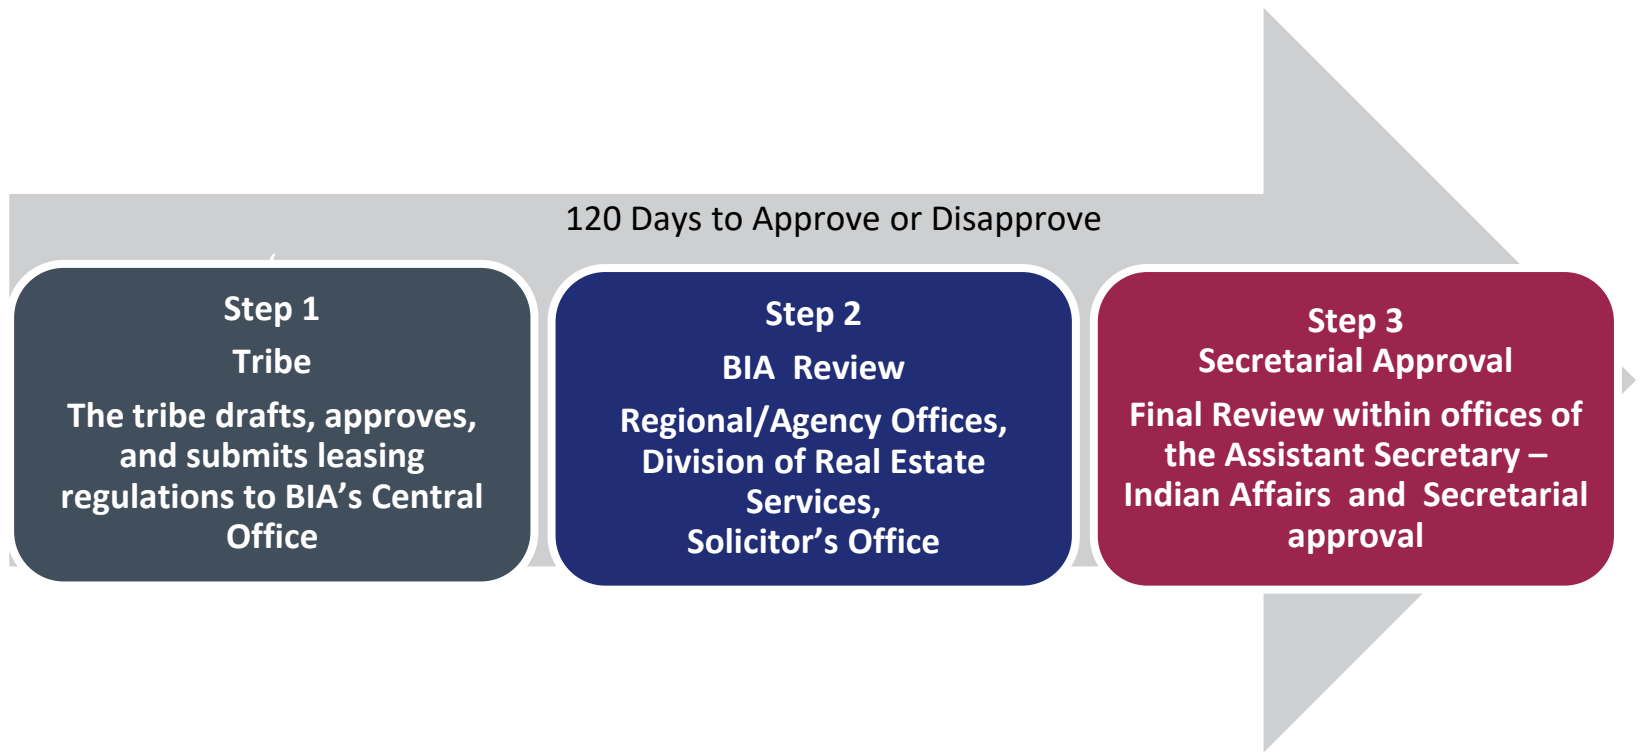 120 Days to Approve or Disapprove
Step 1
Tribe
The tribe drafts, approves,
and submits leasing
regulations to BIA’s Central
Office
Step 2
BIA  Review
Regional/Agency Offices,
Division of Real Estate
Services,
Solicitor’s Office
Step 3
Secretarial Approval
Final Review within offices of
the Assistant Secretary –
Indian Affairs  and  Secretarial
approval